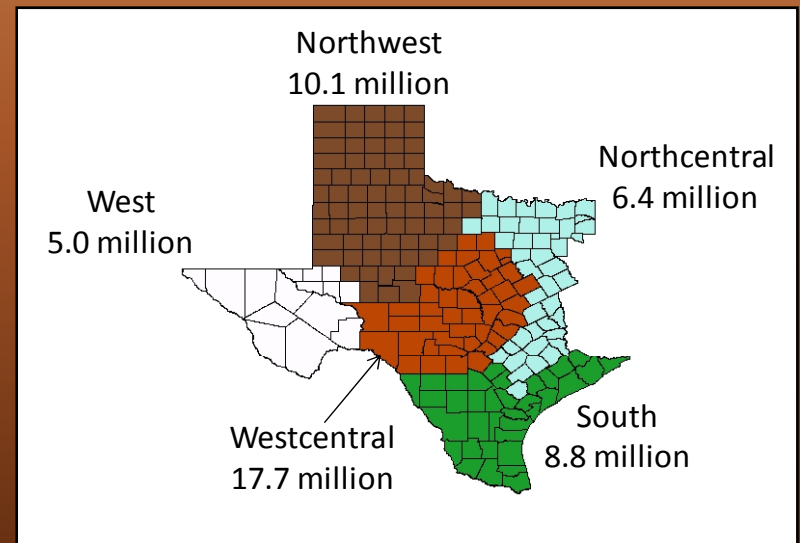 Northwest
10.1 million
Northcentral
6.4 million
West
5.0 million
South
8.8 million
Westcentral
17.7 million